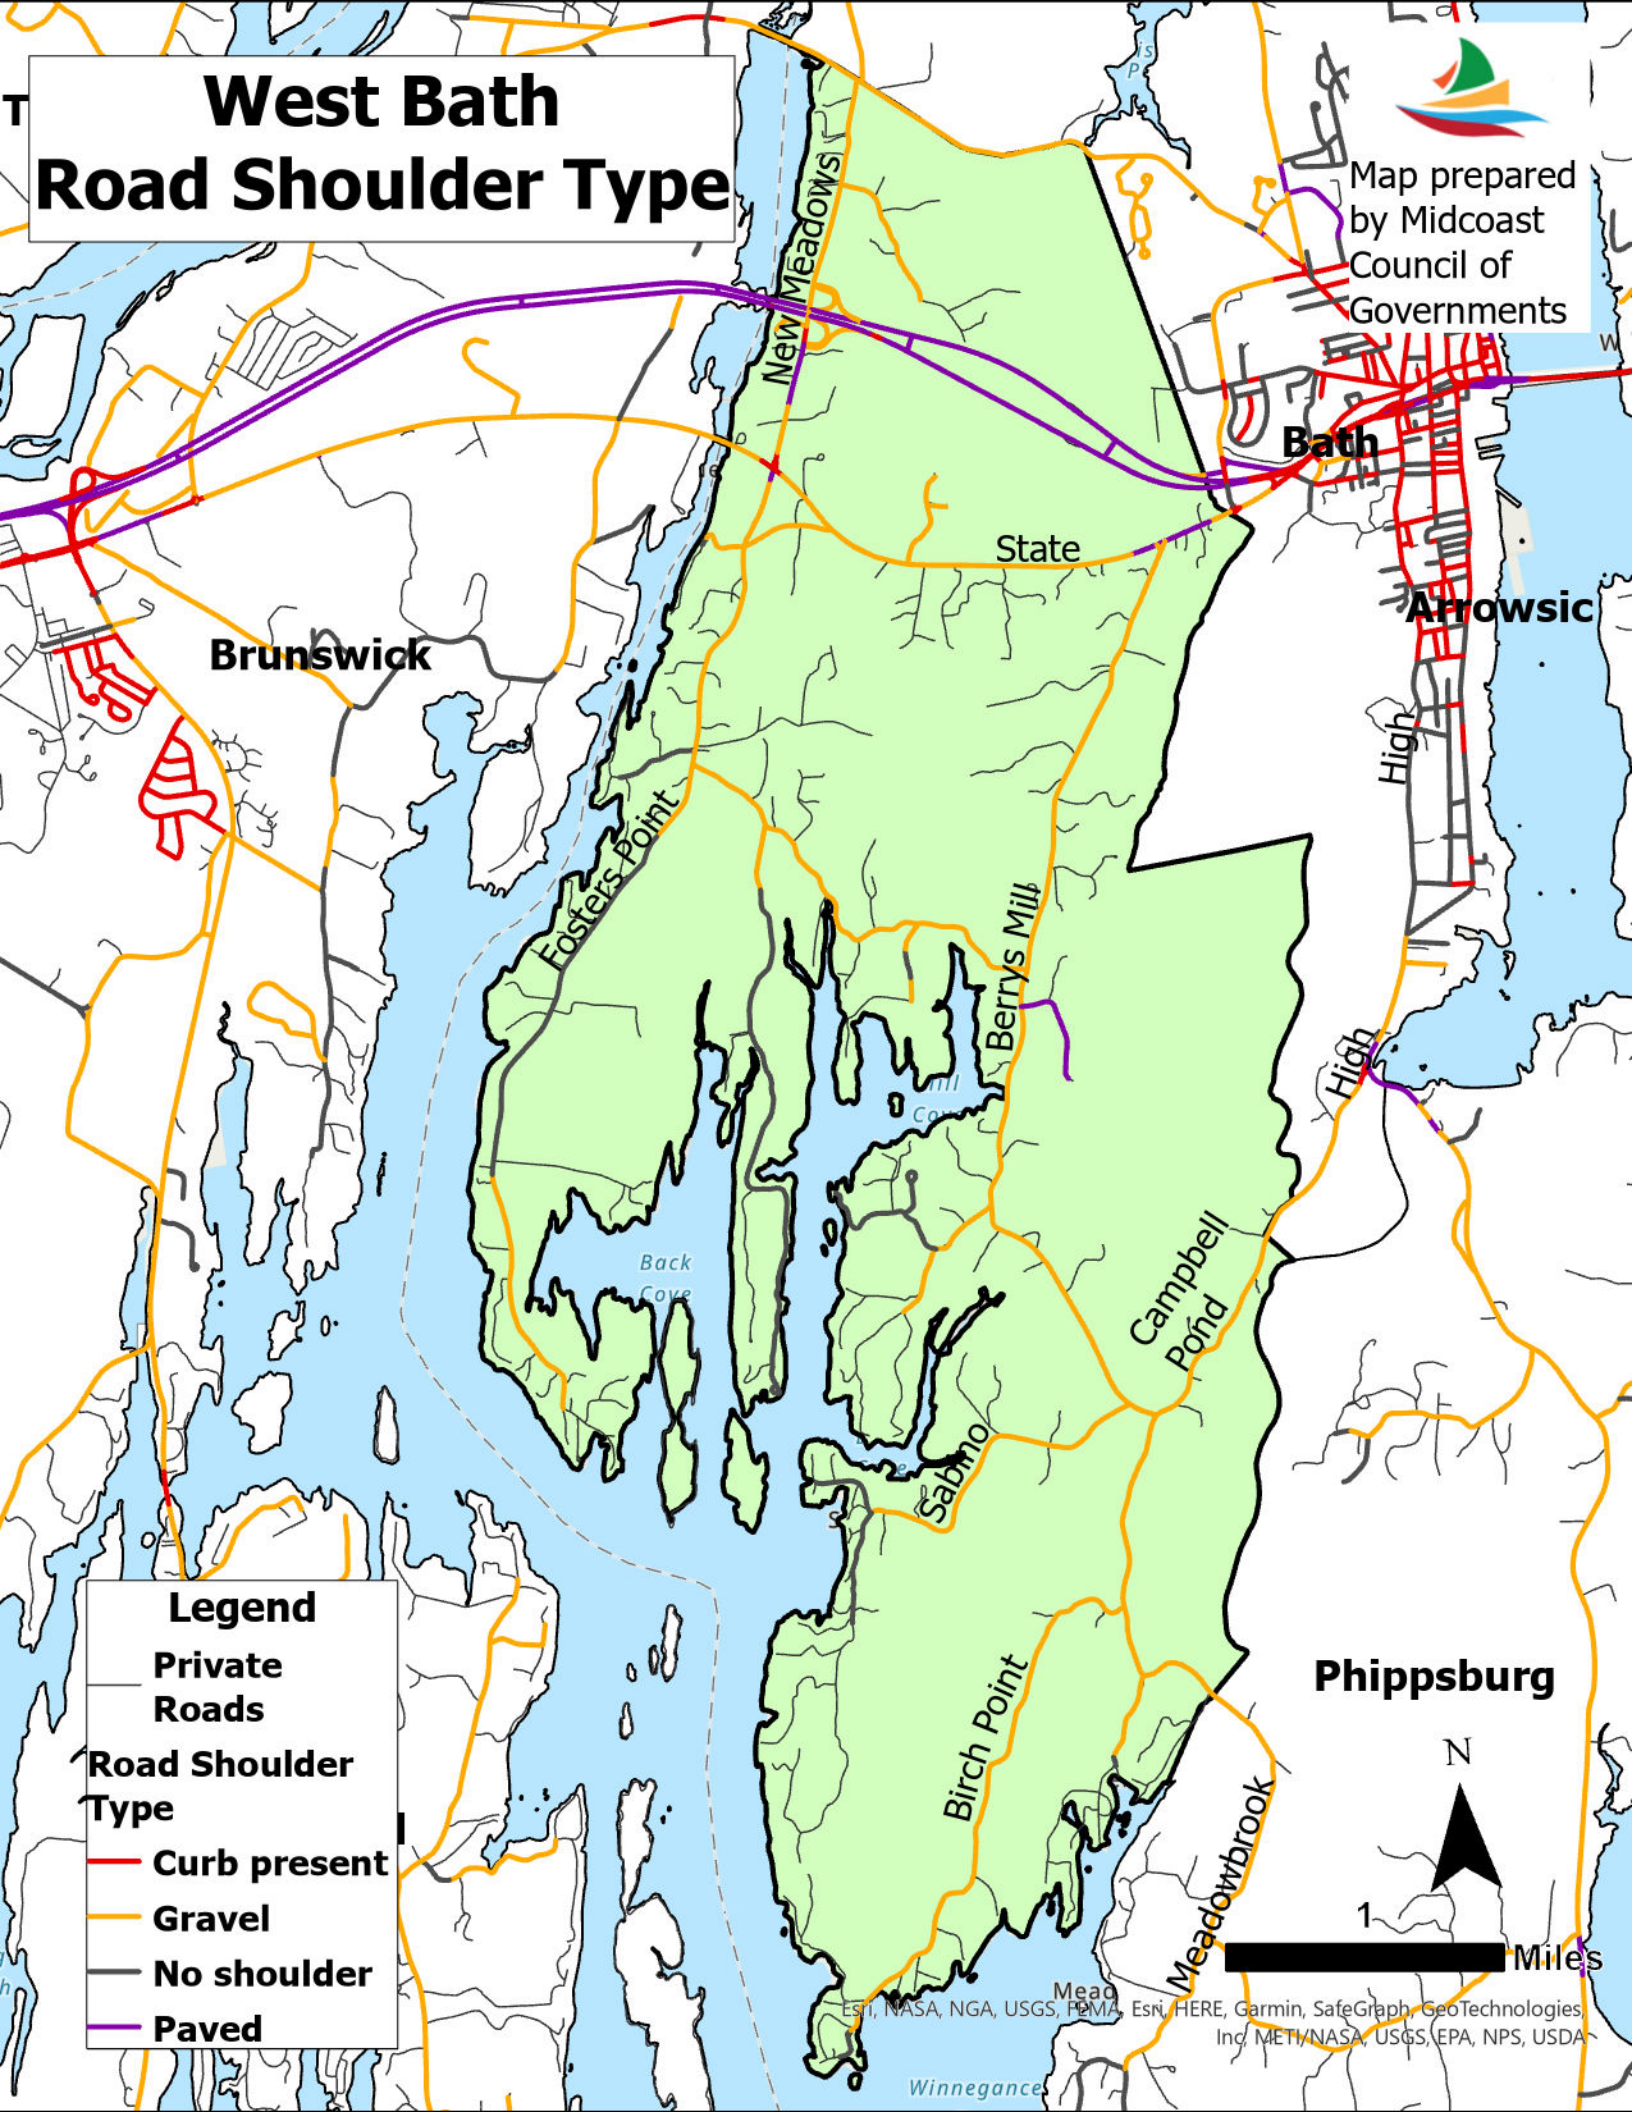 West Bath
Road Shoulder Type
Map prepared
by Midcoast
Council of
Governments
T
is
P
W
New Meadows
Bath
State
Arrowsic
Brunswick
High
Fosters Point
Berrys Mill
High
Cove
Back
Cove
Campbell
Pond
Sabino
S
Birch Point
Phippsburg
Legend
Private
Roads
Road Shoulder
Type
Curb present
Gravel
No shoulder
Paved
N
1
Miles
Meadowbrook
Mead
Esri, NASA, NGA, USGS, FEMA, Esri, HERE, Garmin, SafeGraph, GeoTechnologies,
Inc, METI/NASA, USGS, EPA, NPS, USDA
Winnegance